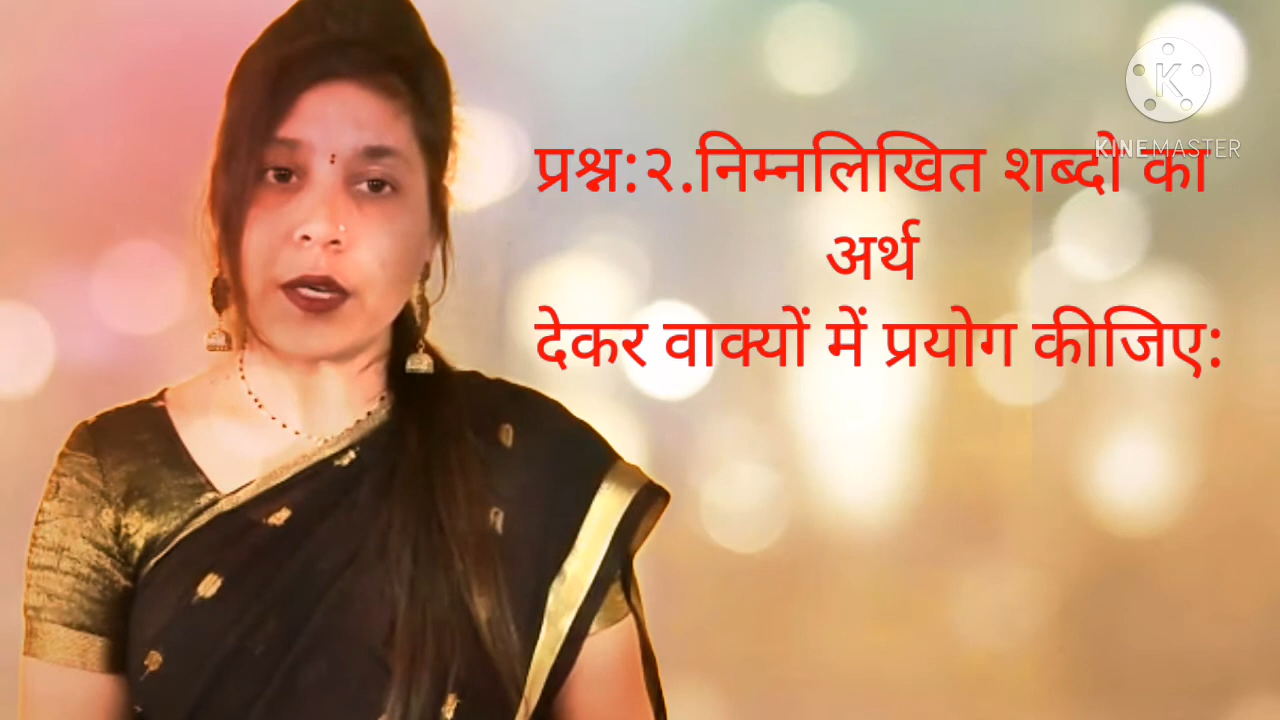 प्रश्न:२.निम्नलिखित शब्दो का
अर्थ
देकर वाक्यों में प्रयोग कीजिए:
K
KINEMASTER